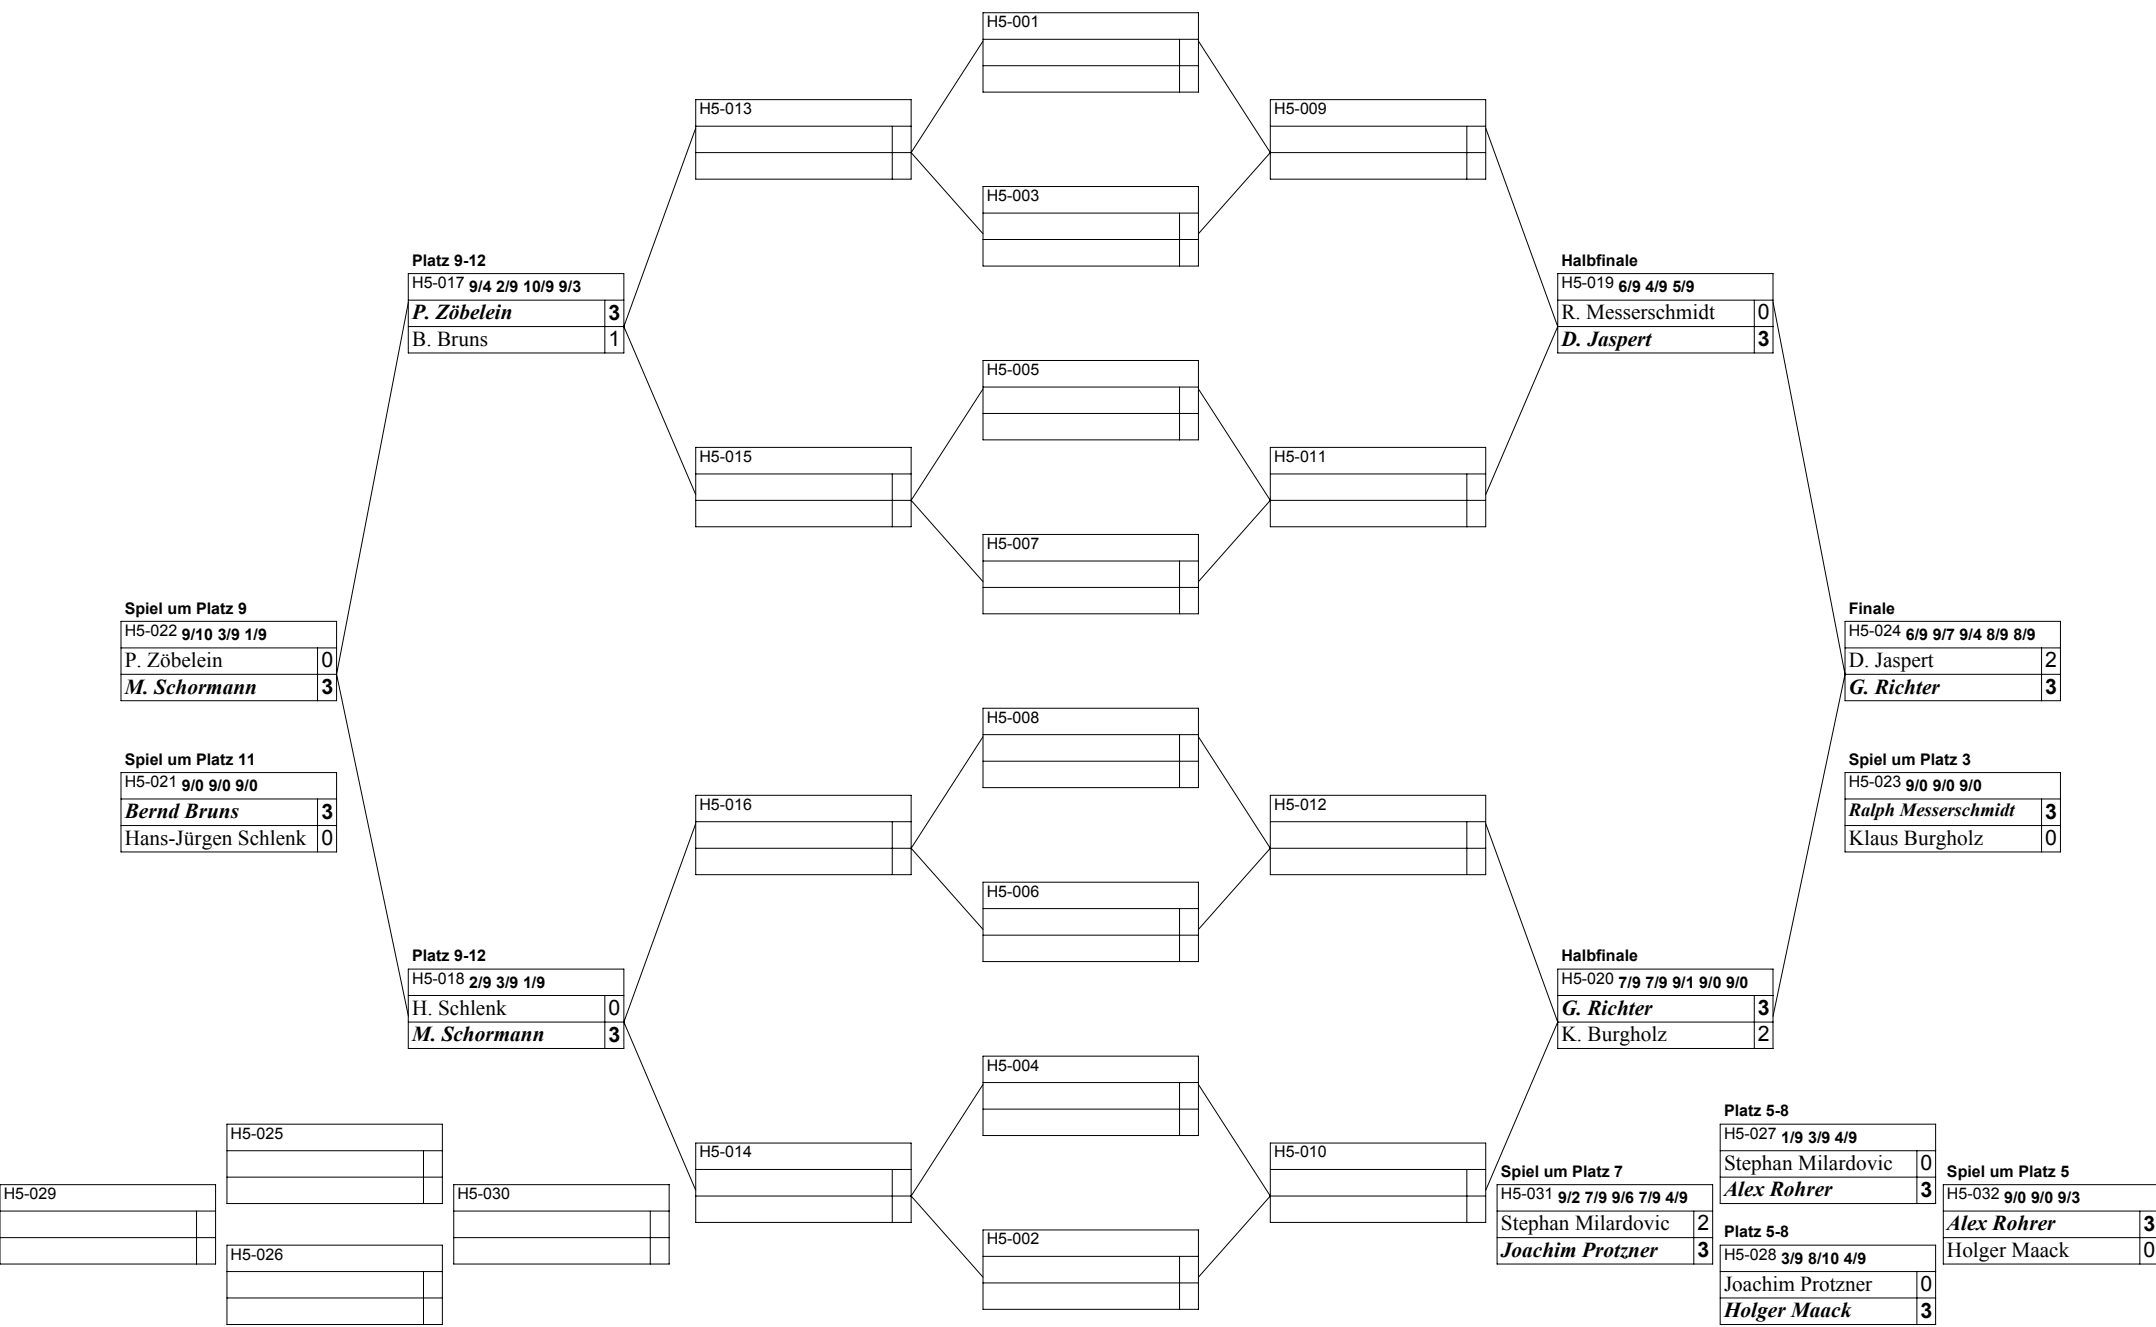 H5-001
H5-013
H5-009
H5-003
Platz 9-12
H5-017 9/4 2/9 10/9 9/3
P. Zöbelein 3
B. Bruns 1
Halbfinale
H5-019 6/9 4/9 5/9
R. Messerschmidt 0
D. Jaspert 3
H5-005
H5-015
H5-011
H5-007
Spiel um Platz 9
H5-022 9/10 3/9 1/9
P. Zöbelein 0
M. Schormann 3
Finale
H5-024 6/9 9/7 9/4 8/9 8/9
D. Jaspert 2
G. Richter 3
H5-008
Spiel um Platz 11
H5-021 9/0 9/0 9/0
Bernd Bruns 3
Hans-Jürgen Schlenk 0
Spiel um Platz 3
H5-023 9/0 9/0 9/0
Ralph Messerschmidt 3
Klaus Burgholz 0
H5-016
H5-012
H5-006
Platz 9-12
H5-018 2/9 3/9 1/9
H. Schlenk 0
M. Schormann 3
Halbfinale
H5-020 7/9 7/9 9/1 9/0 9/0
G. Richter 3
K. Burgholz 2
H5-004
H5-025
H5-014
H5-010
H5-029
H5-030
H5-026
H5-002
Platz 5-8
H5-027 1/9 3/9 4/9
Stephan Milardovic 0
Alex Rohrer 3
Spiel um Platz 7
H5-031 9/2 7/9 9/6 7/9 4/9
Stephan Milardovic 2
Joachim Protzner 3
Spiel um Platz 5
H5-032 9/0 9/0 9/3
Alex Rohrer 3
Holger Maack 0
Platz 5-8
H5-028 3/9 8/10 4/9
Joachim Protzner 0
Holger Maack 3